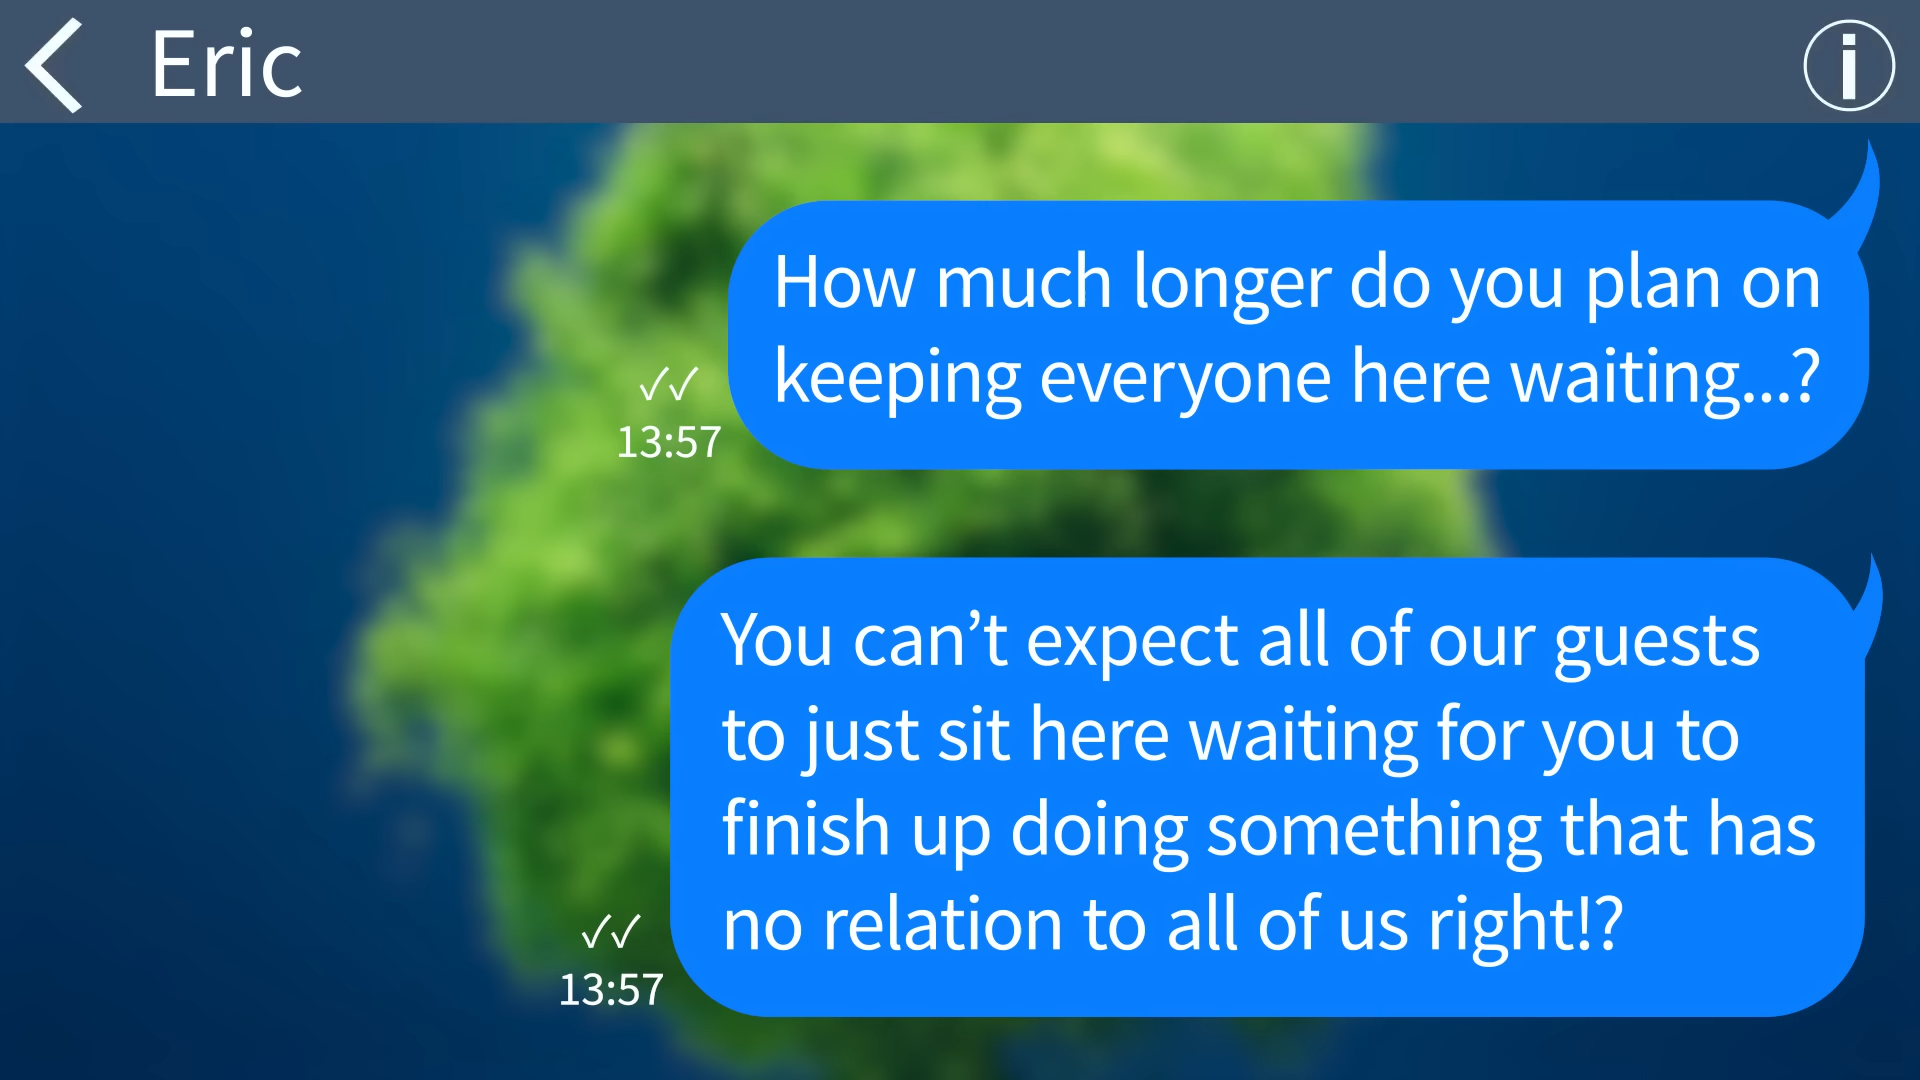 Eric
i
How much longer do you plan on
keeping everyone here waiting...?
✓✓
13:57
You can’t expect all of our guests
to just sit here waiting for you to
finish up doing something that has
no relation to all of us right!?
✓✓
13:57